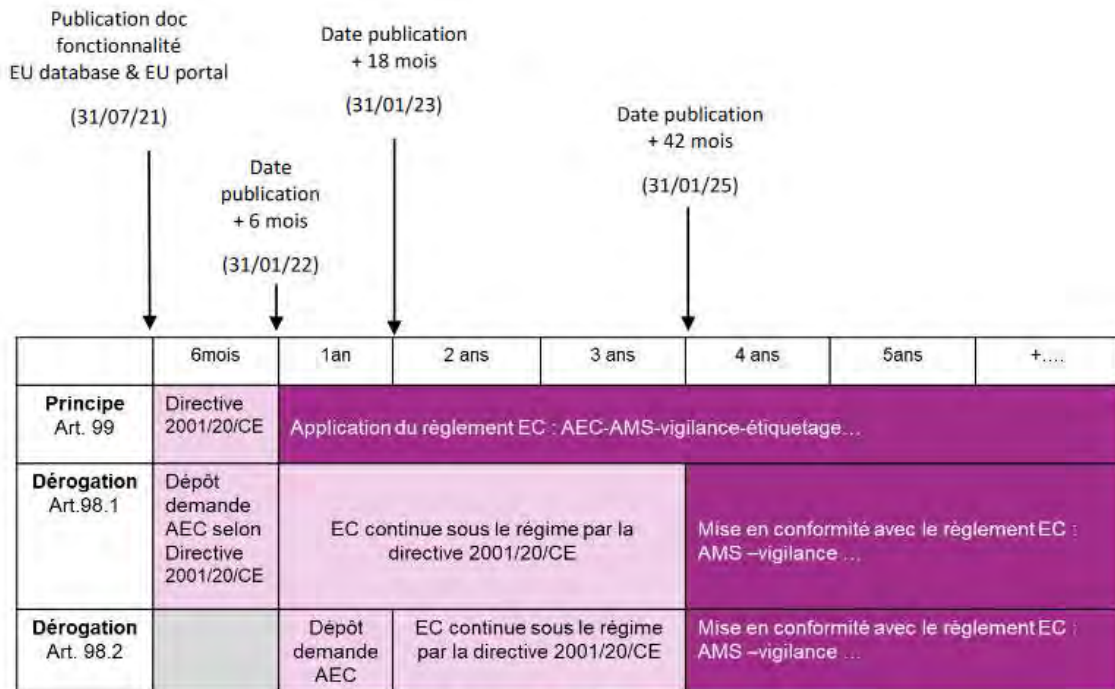 Publication doc
fonctionnalité
EU database & EU portal
(31/07/21)
Date
publication
+ 6 mois
(31/01/22)
Date publication
+ 18 mois
(31/01/23)
Date publication
+ 42 mois
(31/01/25)
6mois 1an 2 ans 3 ans 4 ans 5ans +....
Principe
Art. 99
Directive
2001/20/CE
Application du règlement EC : AEC-AMS-vigilance-étiquetage…
Dérogation
Art.98.1
Dépôt
demande
AEC selon
Directive
2001/20/CE
EC continue sous le régime par la
directive 2001/20/CE
Mise en conformité avec le règlement EC :
AMS –vigilance …
Dérogation
Art. 98.2
Dépôt
demande
AEC
EC continue sous le régime
par la directive 2001/20/CE
Mise en conformité avec le règlement EC :
AMS –vigilance …